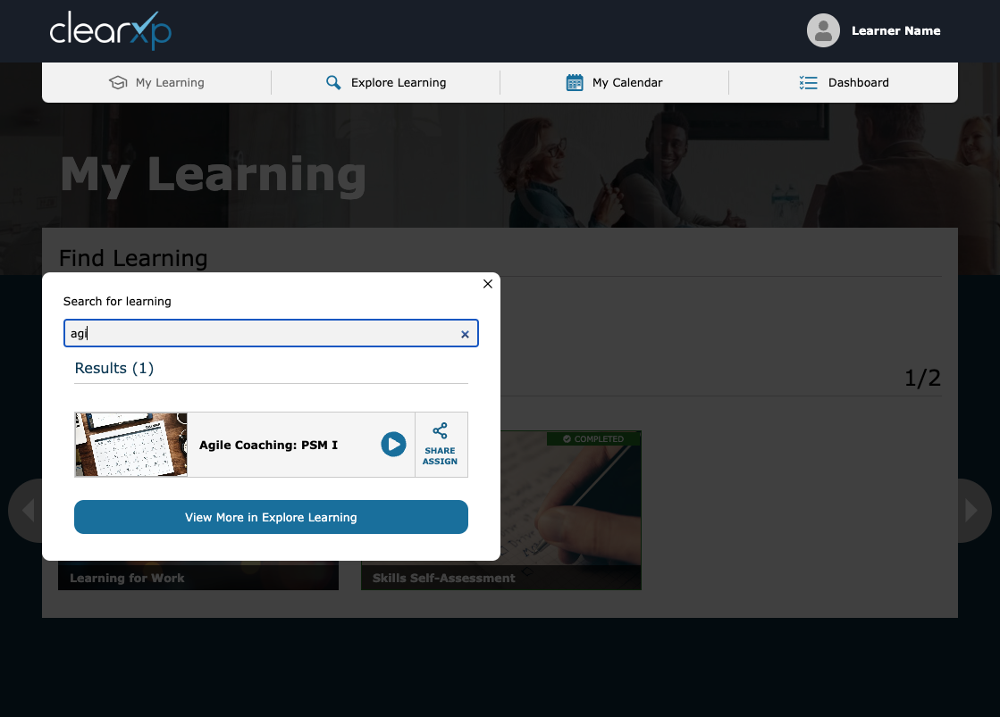 clearxp
Learner Name
My Learning
Explore Learning
My Calendar
Dashboard
My Learning
Find Learning
Search for learning
agi
Results (1)
1/2
Agile Coaching: PSM I
SHARE
ASSIGN
COMPLETED
View More in Explore Learning
Learning for Work
Skills Self-Assessment